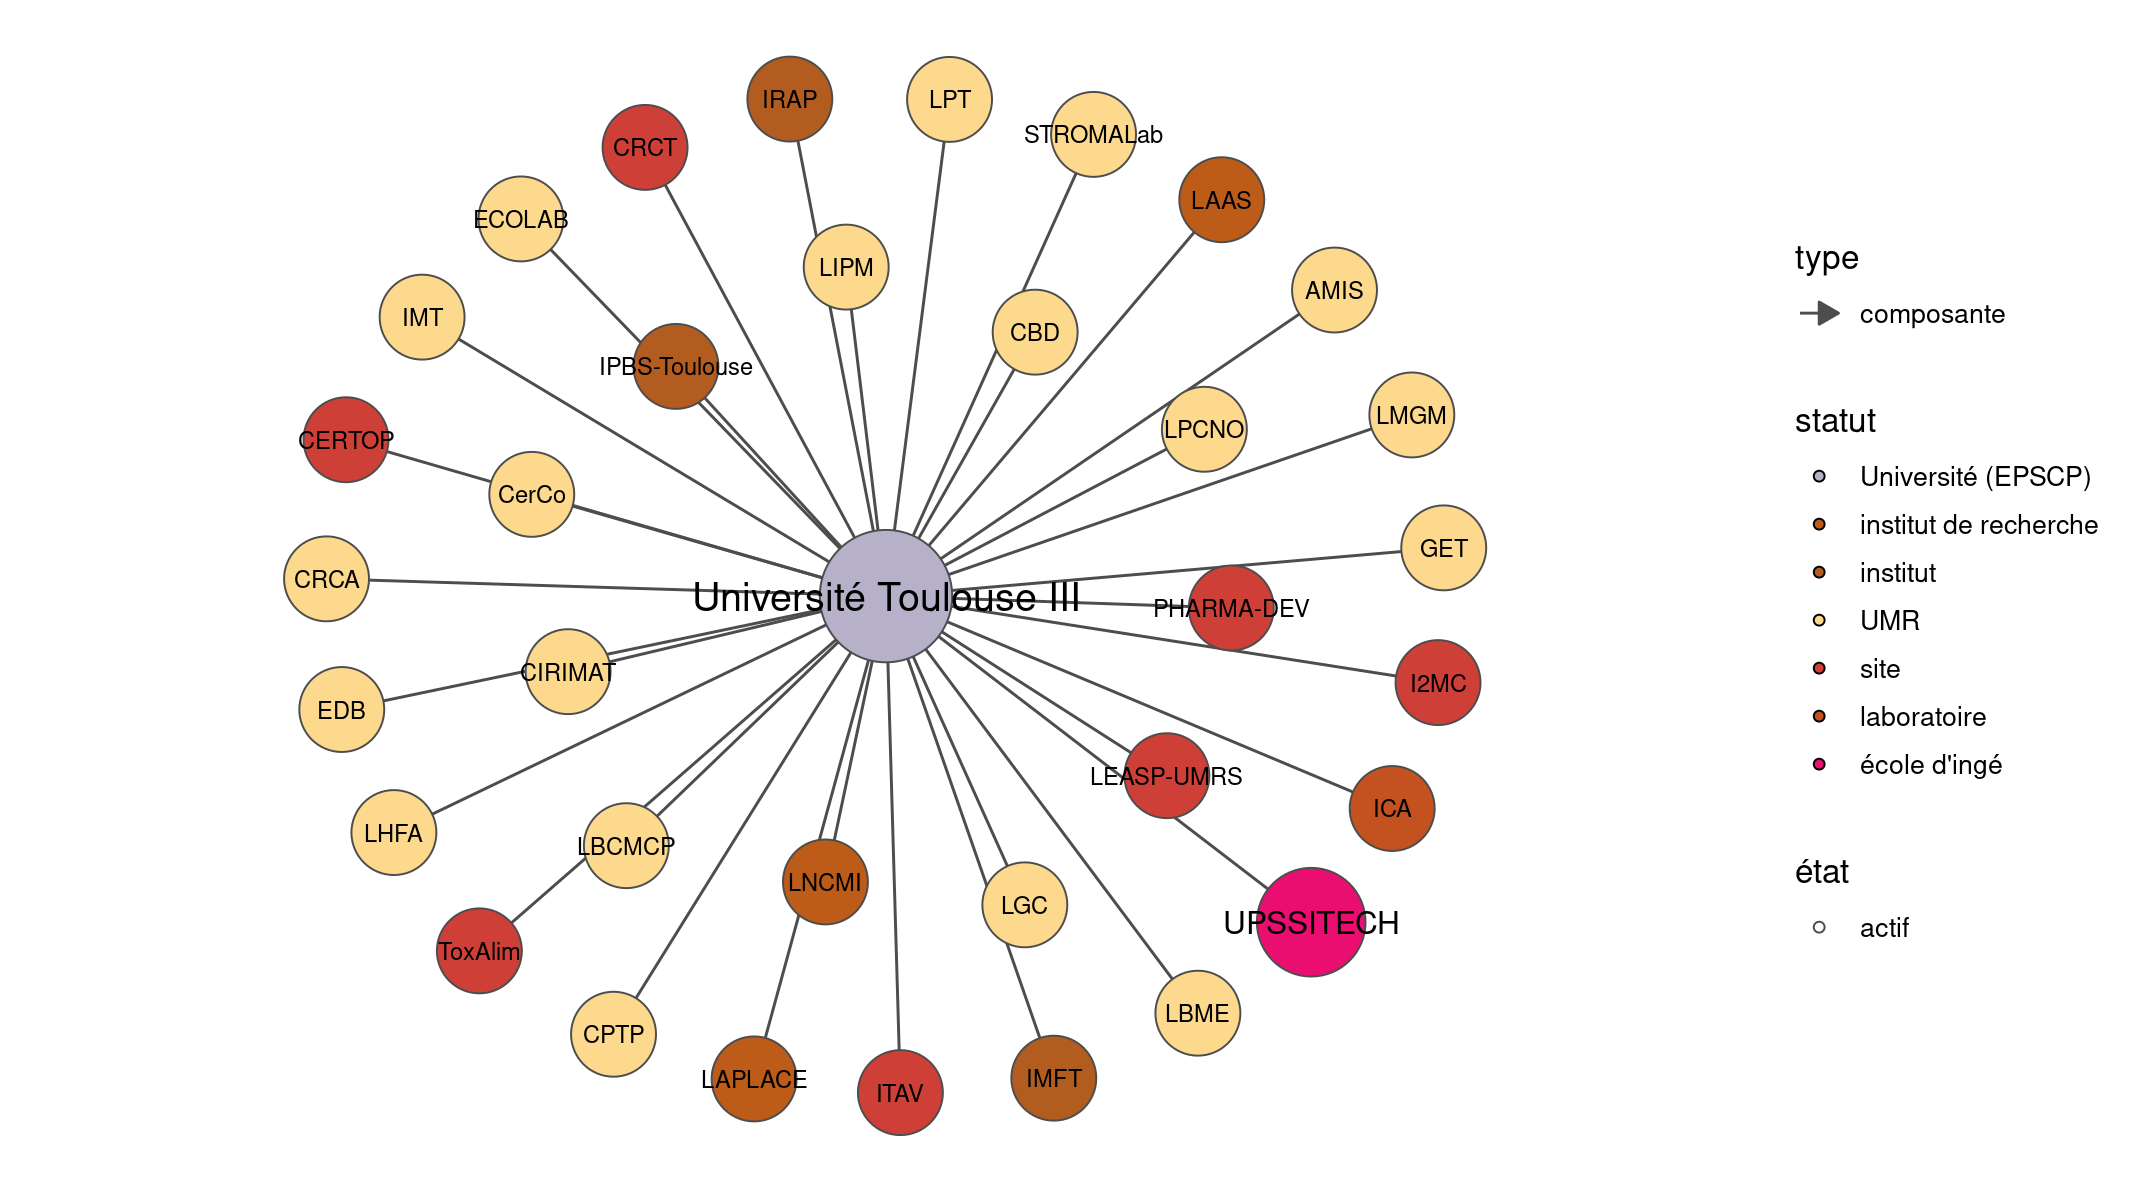 IRAP
LPT
STROMALab
CRCT
LAAS
ECOLAB
LIPM
AMIS
IMT
CBD
IPBS-Toulouse
LMGM
LPCNO
CERTOP
CerCo
GET
CRCA
Université Toulouse III
PHARMA-DEV
CIRIMAT
I2MC
EDB
LEASP-UMRS
ICA
LHFA
LBCMCP
LNCMI
LGC
UPSSITECH
ToxAlim
LBME
CPTP
LAPLACE
ITAV
IMFT
type
composante
statut
Université (EPSCP)
institut de recherche
institut
UMR
site
laboratoire
école d'ingé
état
actif